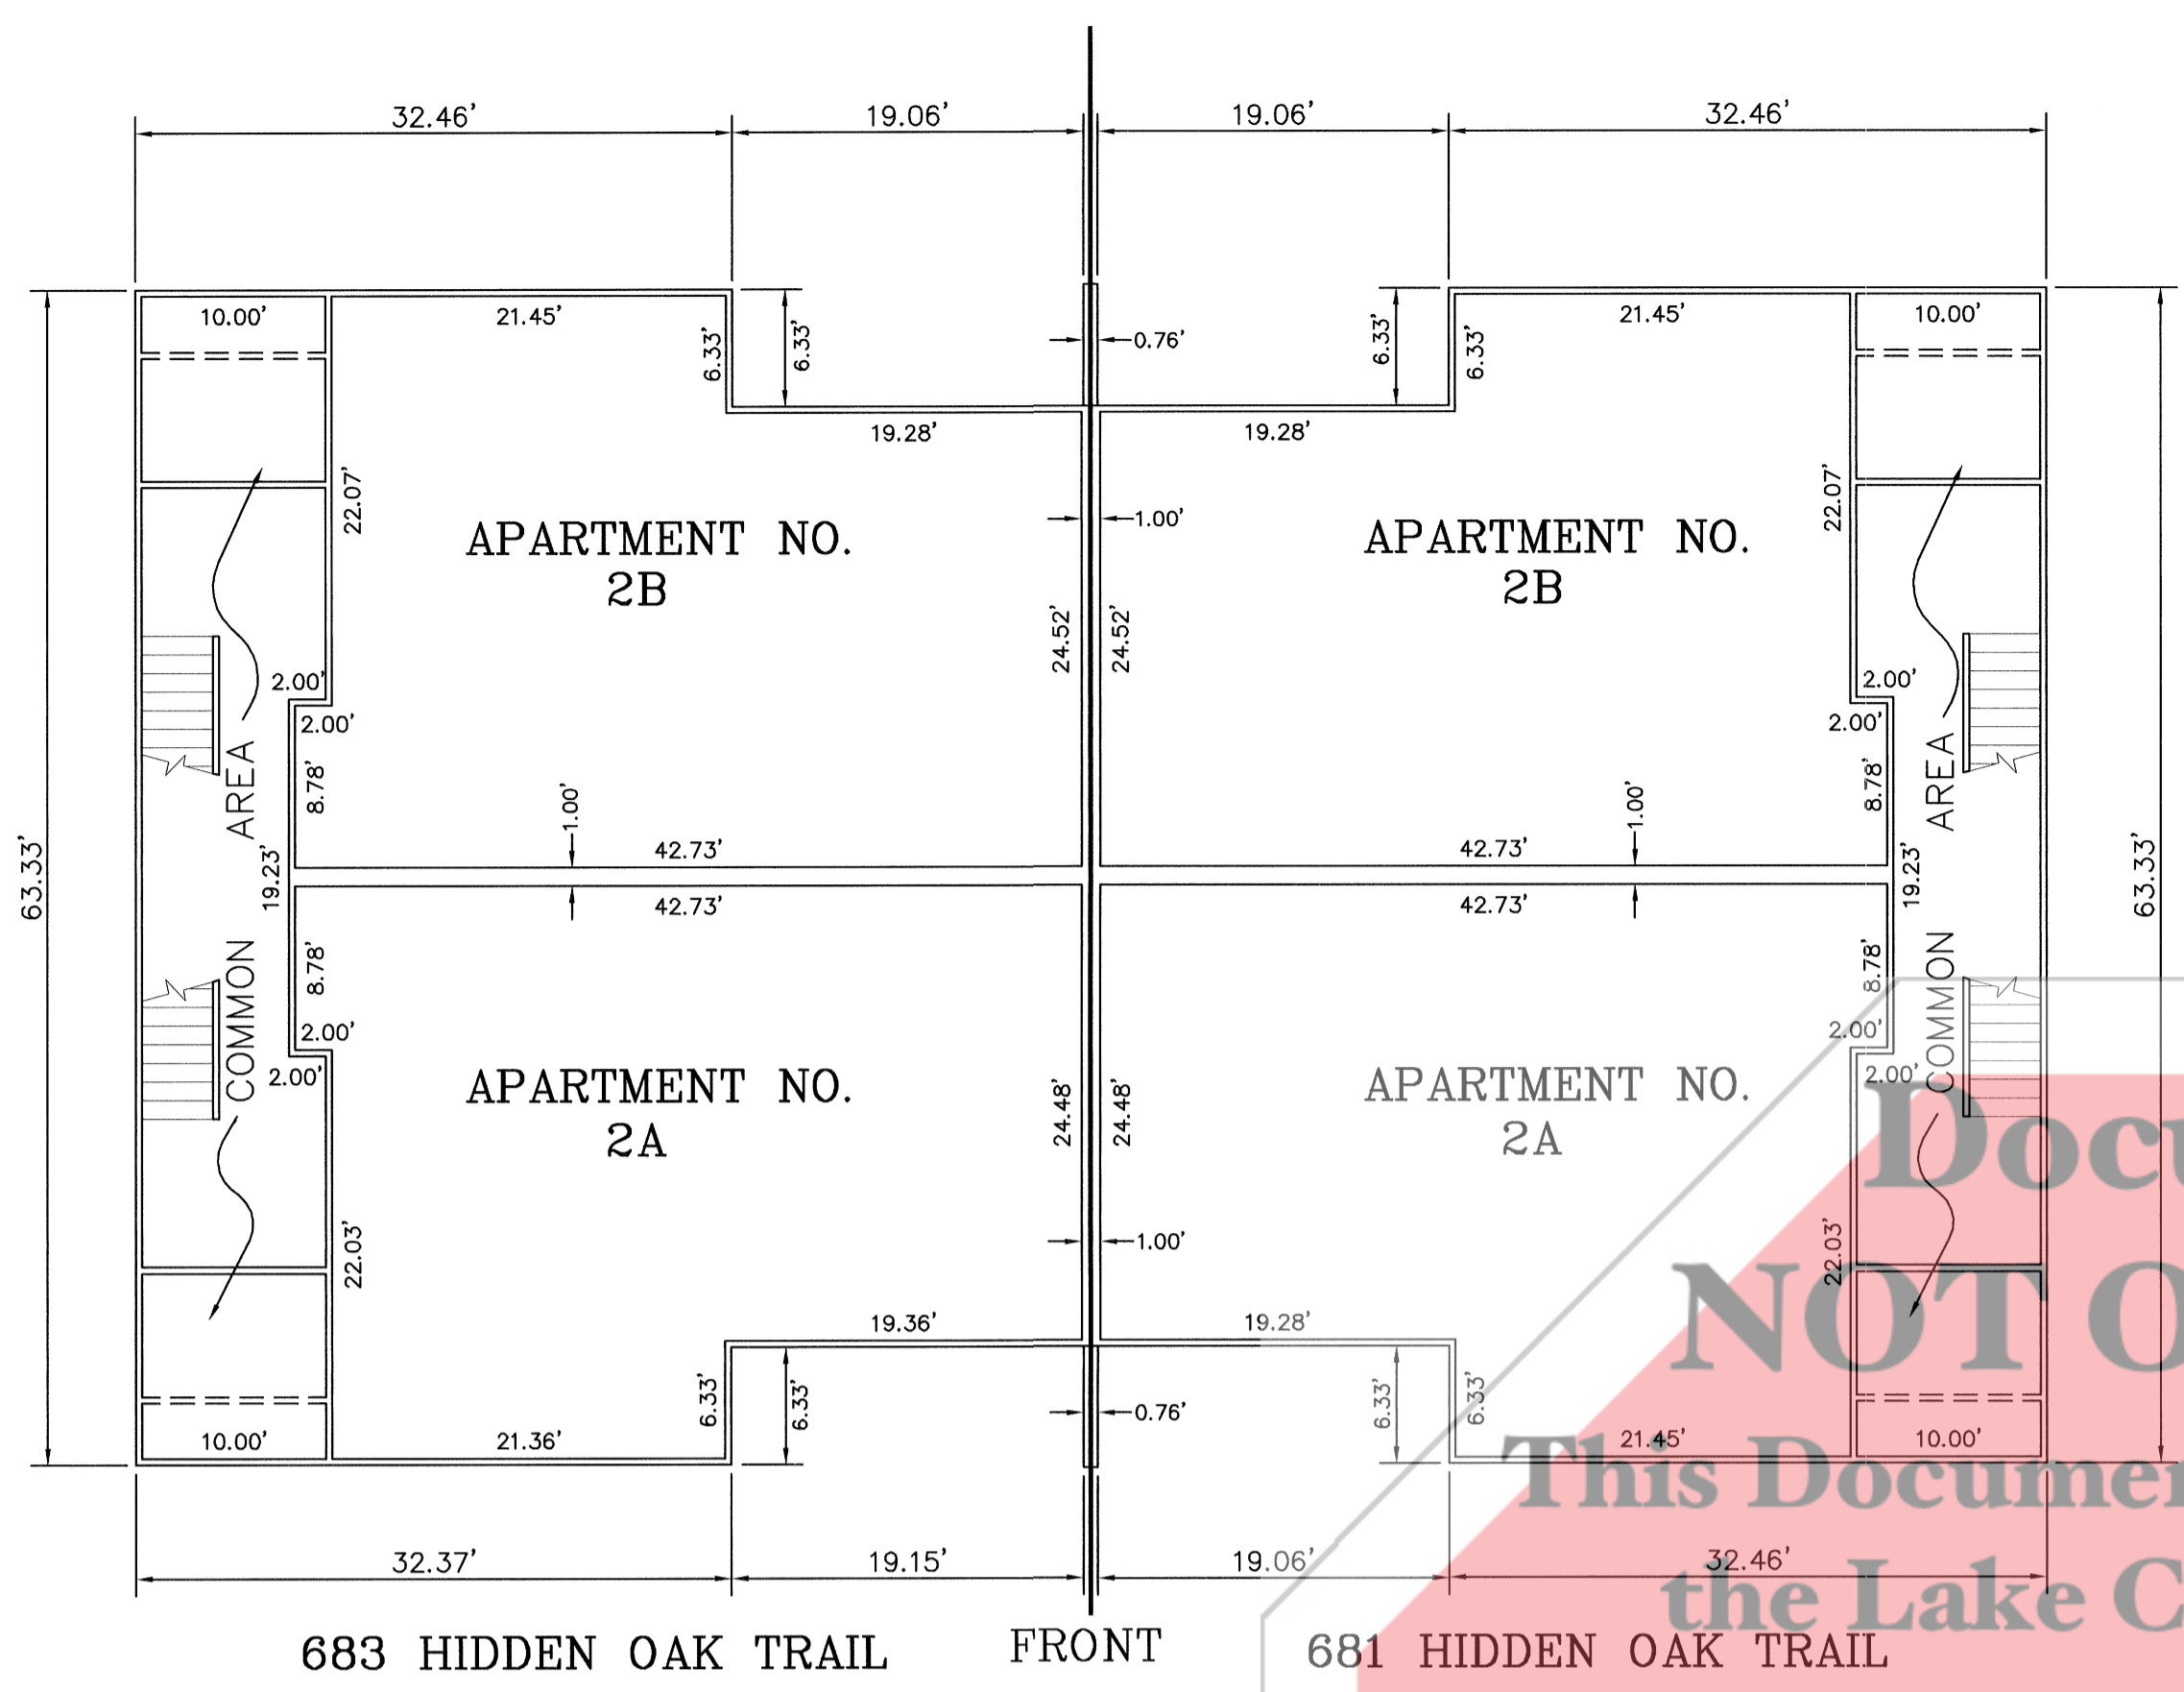 32.46' 19.06' 19.06' 32.46'
10.00' 21.45' 6.33' 6.33' 0.76' 6.33' 6.33' 21.45' 10.00'
19.28' 19.28'
22.07' 1.00' 22.07'
APARTMENT NO. APARTMENT NO.
2B 2B
24.52' 24.52'
2.00' 2.00'
2.00' 2.00'
AREA 8.78' 1.00' 1.00' 8.78' AREA
42.73' 42.73'
63.33' 19.23' 19.23' 63.33'
42.73' 42.73'
COMMON 8.78' 8.78' COMMON
2.00' 2.00'
2.00' 2.00'
APARTMENT NO. APARTMENT NO.
2A 2A
24.48' 24.48'
22.03' 1.00' 22.03'
19.36' 19.28'
6.33' 6.33' 0.76' 6.33' 6.33'
10.00' 21.36' 21.45' 10.00'
32.37' 19.15' 19.06' 32.46'
683 HIDDEN OAK TRAIL FRONT 681 HIDDEN OAK TRAIL
NOT
This
the Lake